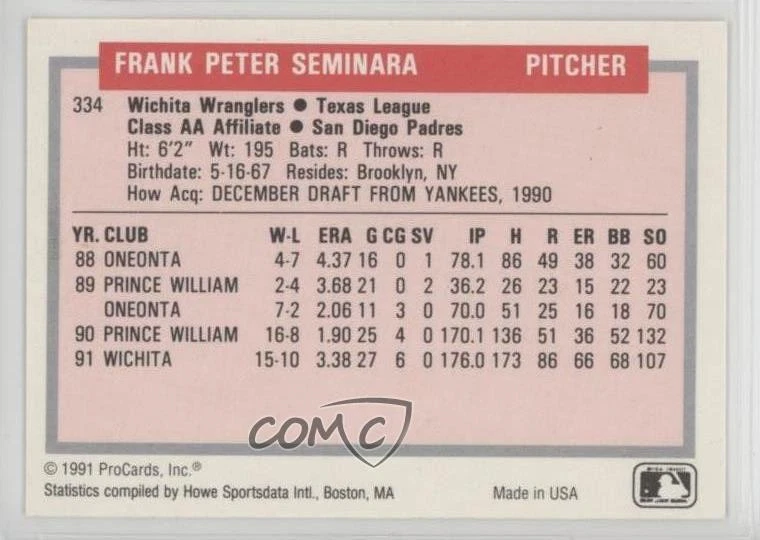 FRANK PETER SEMINARA PITCHER
334 Wichita Wranglers ● Texas League
Class AA Affiliate ● San Diego Padres
Ht: 6'2" Wt: 195 Bats: R Throws: R
Birthdate: 5-16-67 Resides: Brooklyn, NY
How Acq: DECEMBER DRAFT FROM YANKEES, 1990
YR. CLUB W-L ERA G CG SV IP H R ER BB SO
88 ONEONTA 4-7 4.37 16 0 1 78.1 86 49 38 32 60
89 PRINCE WILLIAM 2-4 3.68 21 0 2 36.2 26 23 15 22 23
ONEONTA 7-2 2.06 11 3 0 70.0 51 25 16 18 70
90 PRINCE WILLIAM 16-8 1.90 25 4 0 170.1 136 51 36 52 132
91 WICHITA 15-10 3.38 27 6 0 176.0 173 86 66 68 107
COMC
© 1991 ProCards, Inc.®
Statistics compiled by Howe Sportsdata Intl., Boston, MA Made in USA